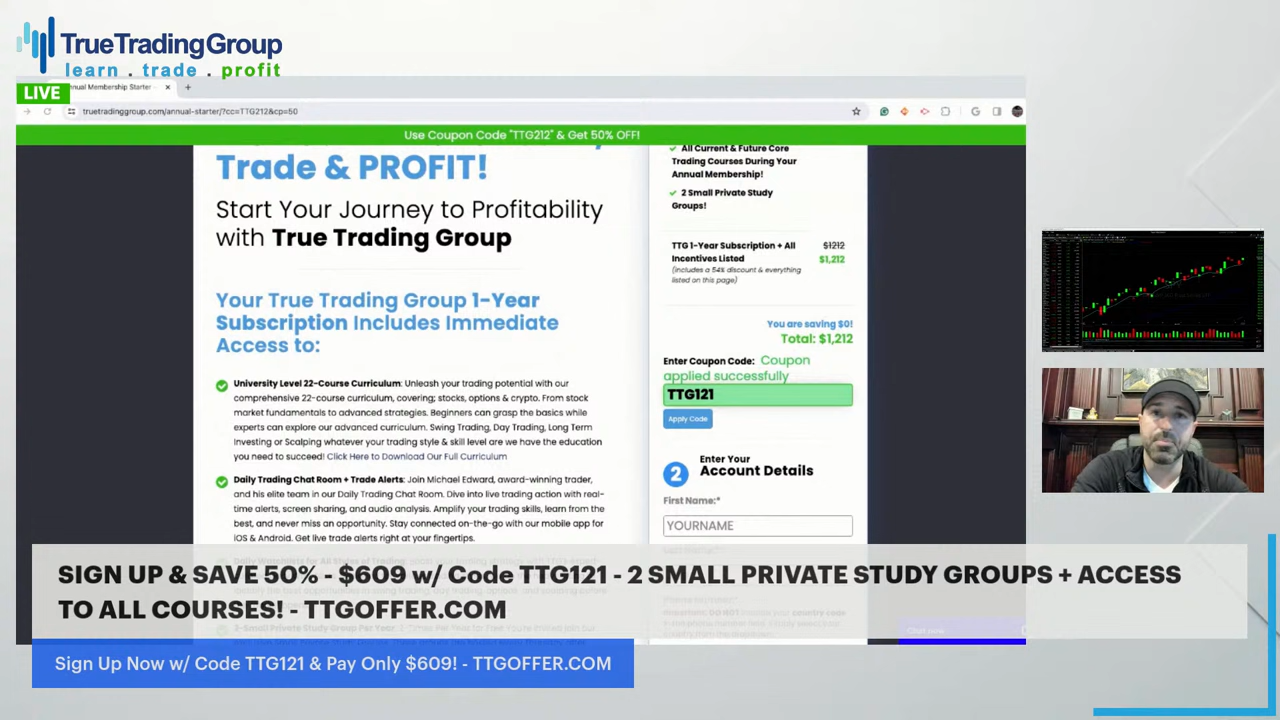 TrueTradingGroup
learn . trade . profit
LIVE
nnual Membership Starter -
truetradinggroup.com/annual-starter/?cc=TTG212&cp=50
Use Coupon Code "TTG212" & Get 50% OFF!
Trade & PROFIT!
Start Your Journey to Profitability
with True Trading Group
Your True Trading Group 1-Year
Subscription Includes Immediate
Access to:
University Level 22-Course Curriculum: Unleash your trading potential with our
comprehensive 22-course curriculum, covering; stocks, options & crypto. From stock
market fundamentals to advanced strategies. Beginners can grasp the basics while
experts can explore our advanced curriculum. Swing Trading, Day Trading, Long Term
Investing or Scalping whatever your trading style & skill level are we have the education
you need to succeed! Click Here to Download Our Full Curriculum
Daily Trading Chat Room + Trade Alerts: Join Michael Edward, award-winning trader,
and his elite team in our Daily Trading Chat Room. Dive into live trading action with real-
time alerts, screen sharing, and audio analysis. Amplify your trading skills, learn from the
best, and never miss an opportunity. Stay connected on-the-go with our mobile app for
iOS & Android. Get live trade alerts right at your fingertips.
All Current & Future Core
Trading Courses During Your
Annual Membership!
2 Small Private Study
Groups!
TTG 1-Year Subscription + All $1212
Incentives Listed $1,212
(includes a 54% discount & everything
listed on this page)
You are saving $0!
Total: $1,212
Enter Coupon Code: Coupon
applied successfully
TTG121
Apply Code
2 Enter Your
Account Details
First Name:*
YOURNAME
Chat now
SIGN UP & SAVE 50% - $609 w/ Code TTG121 - 2 SMALL PRIVATE STUDY GROUPS + ACCESS
TO ALL COURSES! - TTGOFFER.COM
Sign Up Now w/ Code TTG121 & Pay Only $609! - TTGOFFER.COM